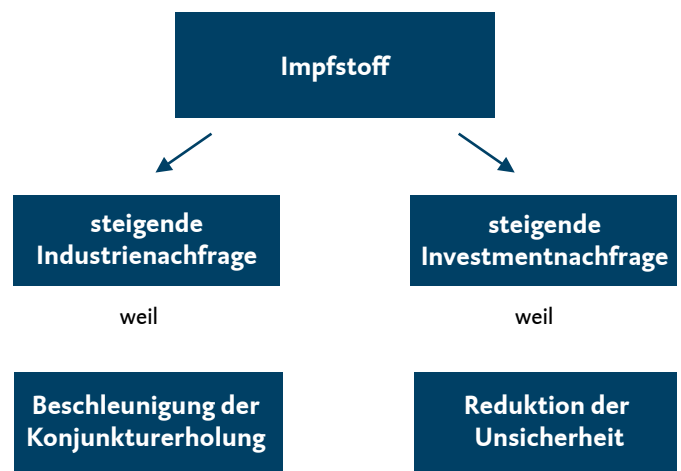 Impfstoff
steigende
Industrienachfrage
weil
Beschleunigung der
Konjunkturerholung
steigende
Investmentnachfrage
weil
Reduktion der
Unsicherheit